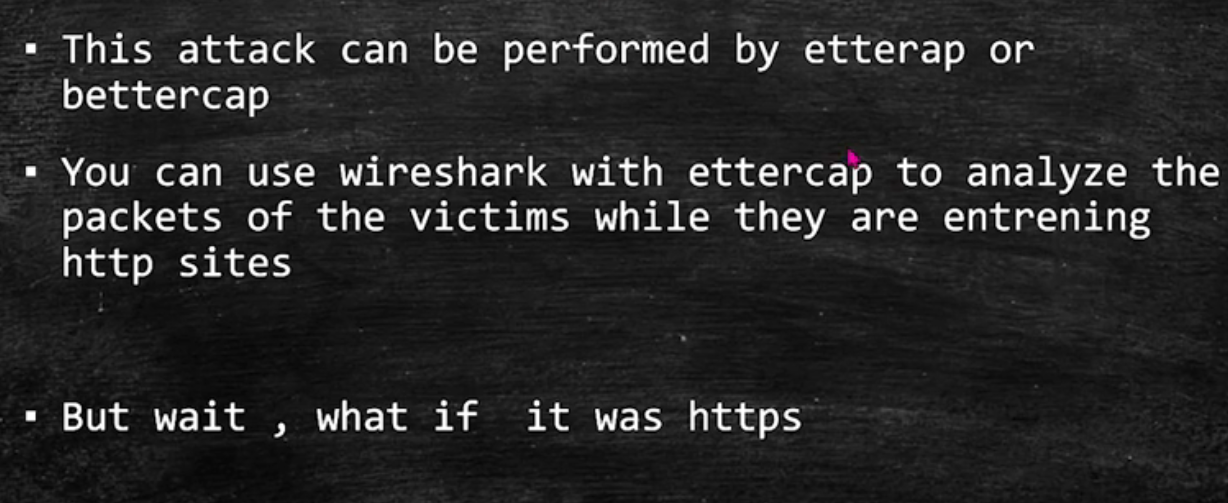 ▪ This attack can be performed by etterap or
bettercap
▪ You can use wireshark with ettercap to analyze the
packets of the victims while they are entrening
http sites
▪ But wait , what if  it was https